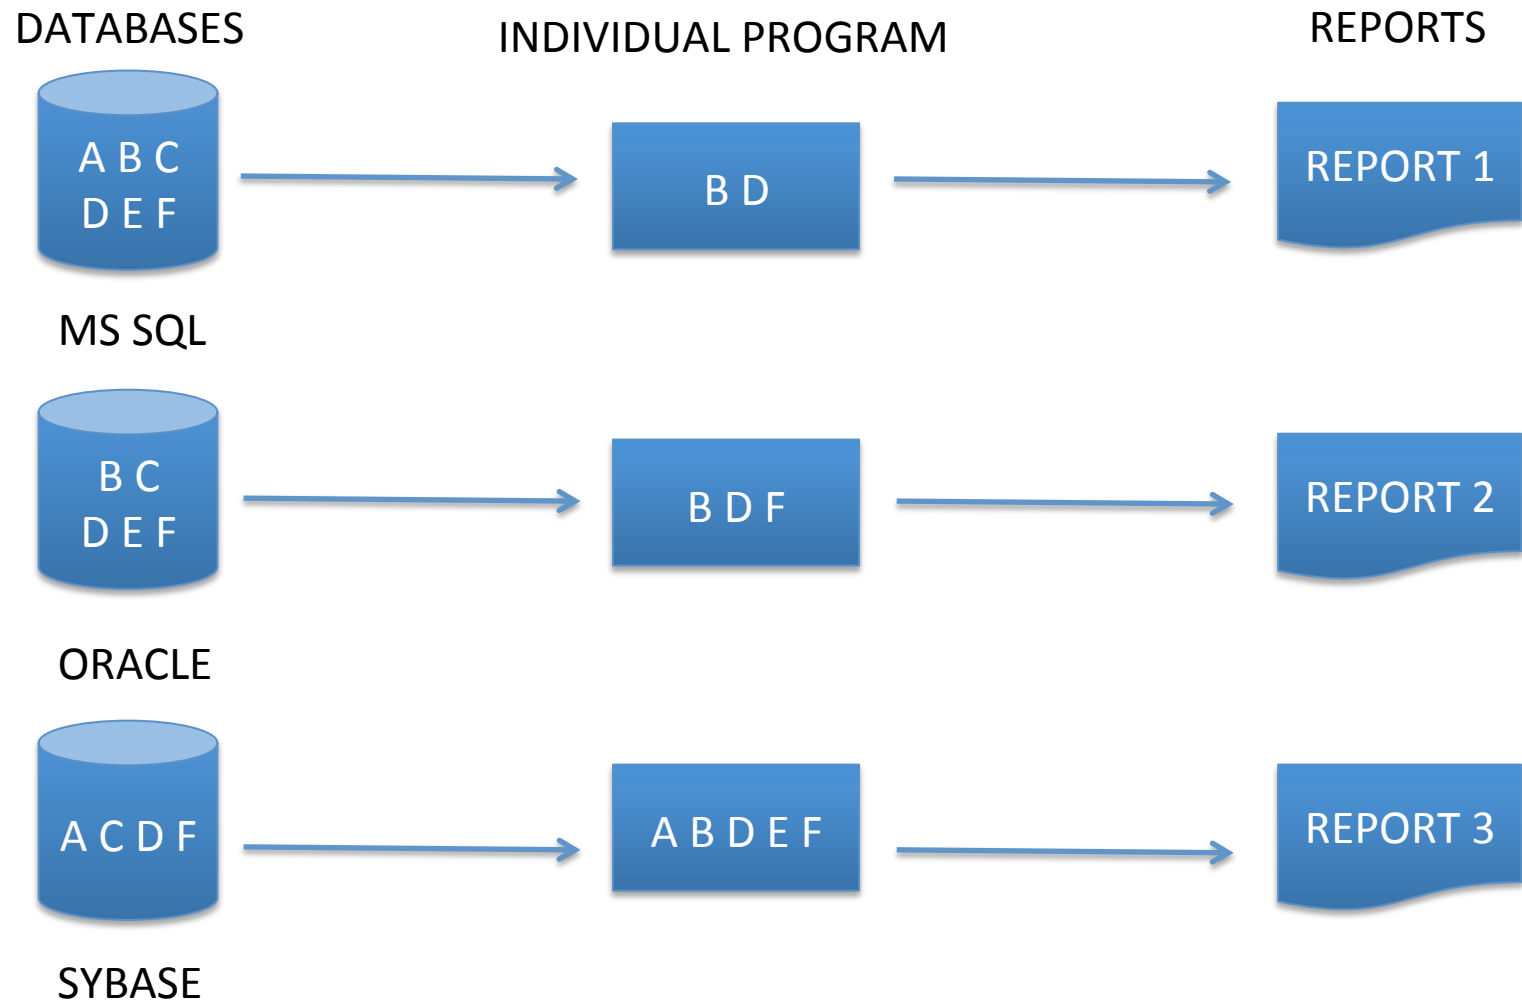 DATABASES
INDIVIDUAL PROGRAM
REPORTS
A B C
D E F
B D
REPORT 1
MS SQL
B C
D E F
B D F
REPORT 2
ORACLE
A C D F
A B D E F
REPORT 3
SYBASE